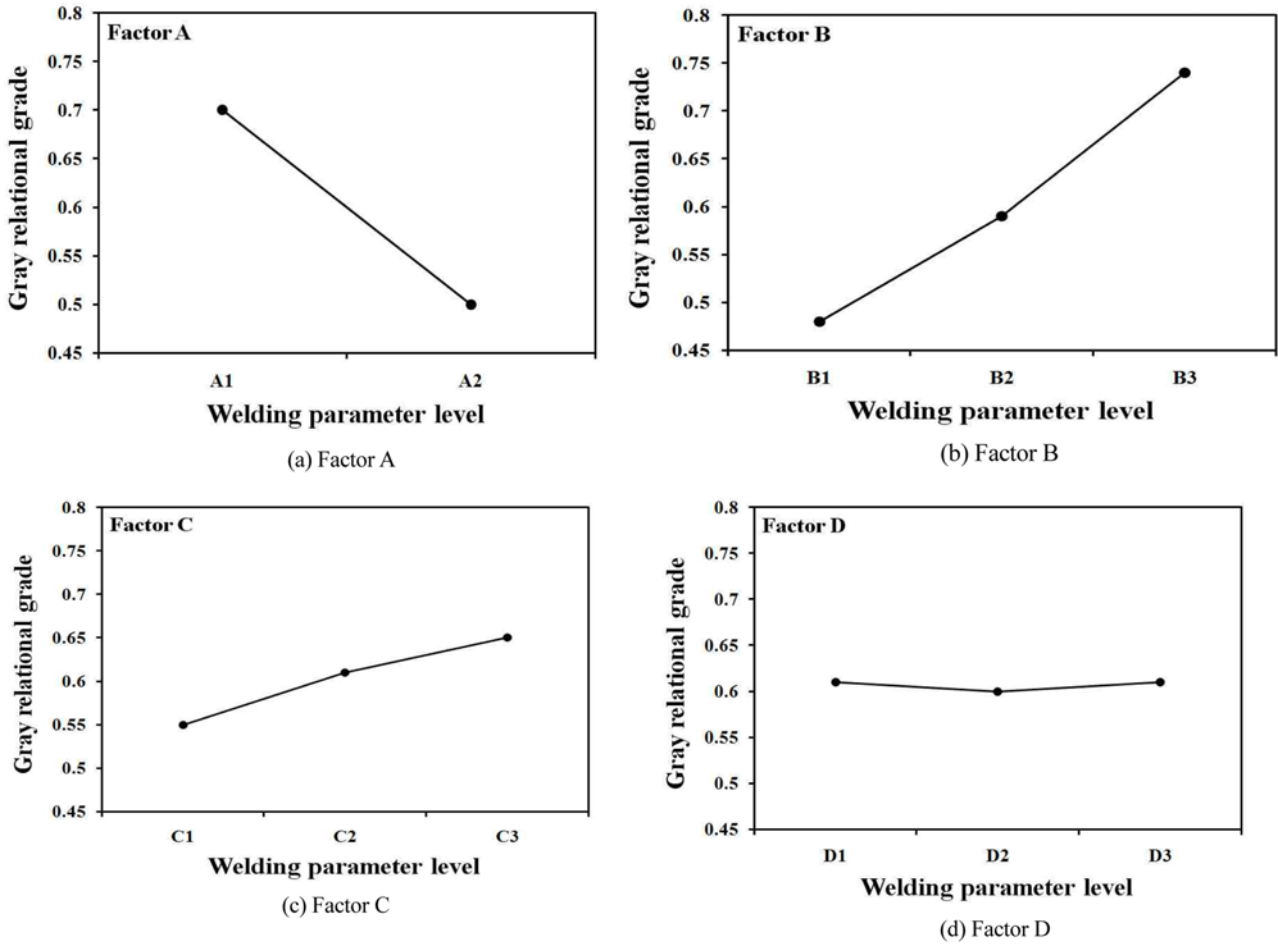 Factor A
Gray relational grade
0.8
0.75
0.7
0.65
0.6
0.55
0.5
0.45
A1 A2
Welding parameter level
(a) Factor A
Factor B
Gray relational grade
0.8
0.75
0.7
0.65
0.6
0.55
0.5
0.45
B1 B2 B3
Welding parameter level
(b) Factor B
Factor C
Gray relational grade
0.8
0.75
0.7
0.65
0.6
0.55
0.5
0.45
C1 C2 C3
Welding parameter level
(c) Factor C
Factor D
Gray relational grade
0.8
0.75
0.7
0.65
0.6
0.55
0.5
0.45
D1 D2 D3
Welding parameter level
(d) Factor D